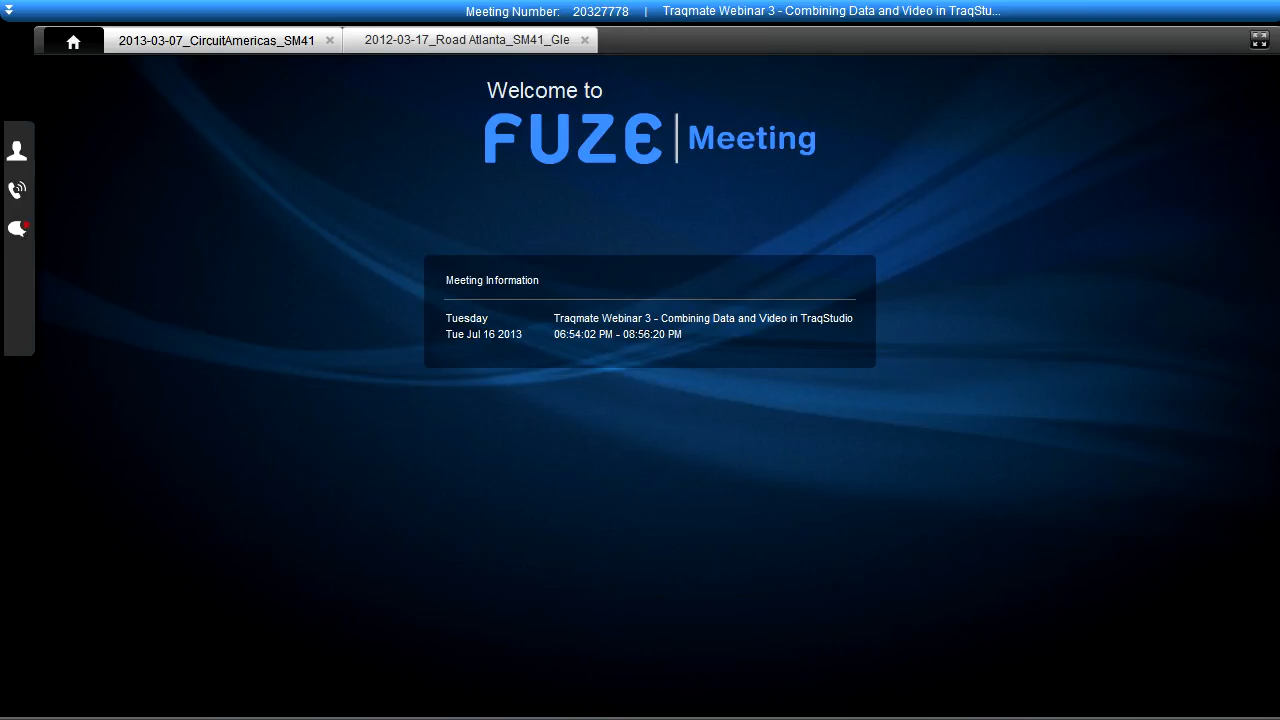 Meeting Number: 20327778 | Traqmate Webinar 3 - Combining Data and Video in TraqStu...
2013-03-07_CircuitAmericas_SM41 2012-03-17_Road Atlanta_SM41_Gle
Welcome to
FUZE | Meeting
Meeting Information
Tuesday Traqmate Webinar 3 - Combining Data and Video in TraqStudio
Tue Jul 16 2013 06:54:02 PM - 08:56:20 PM